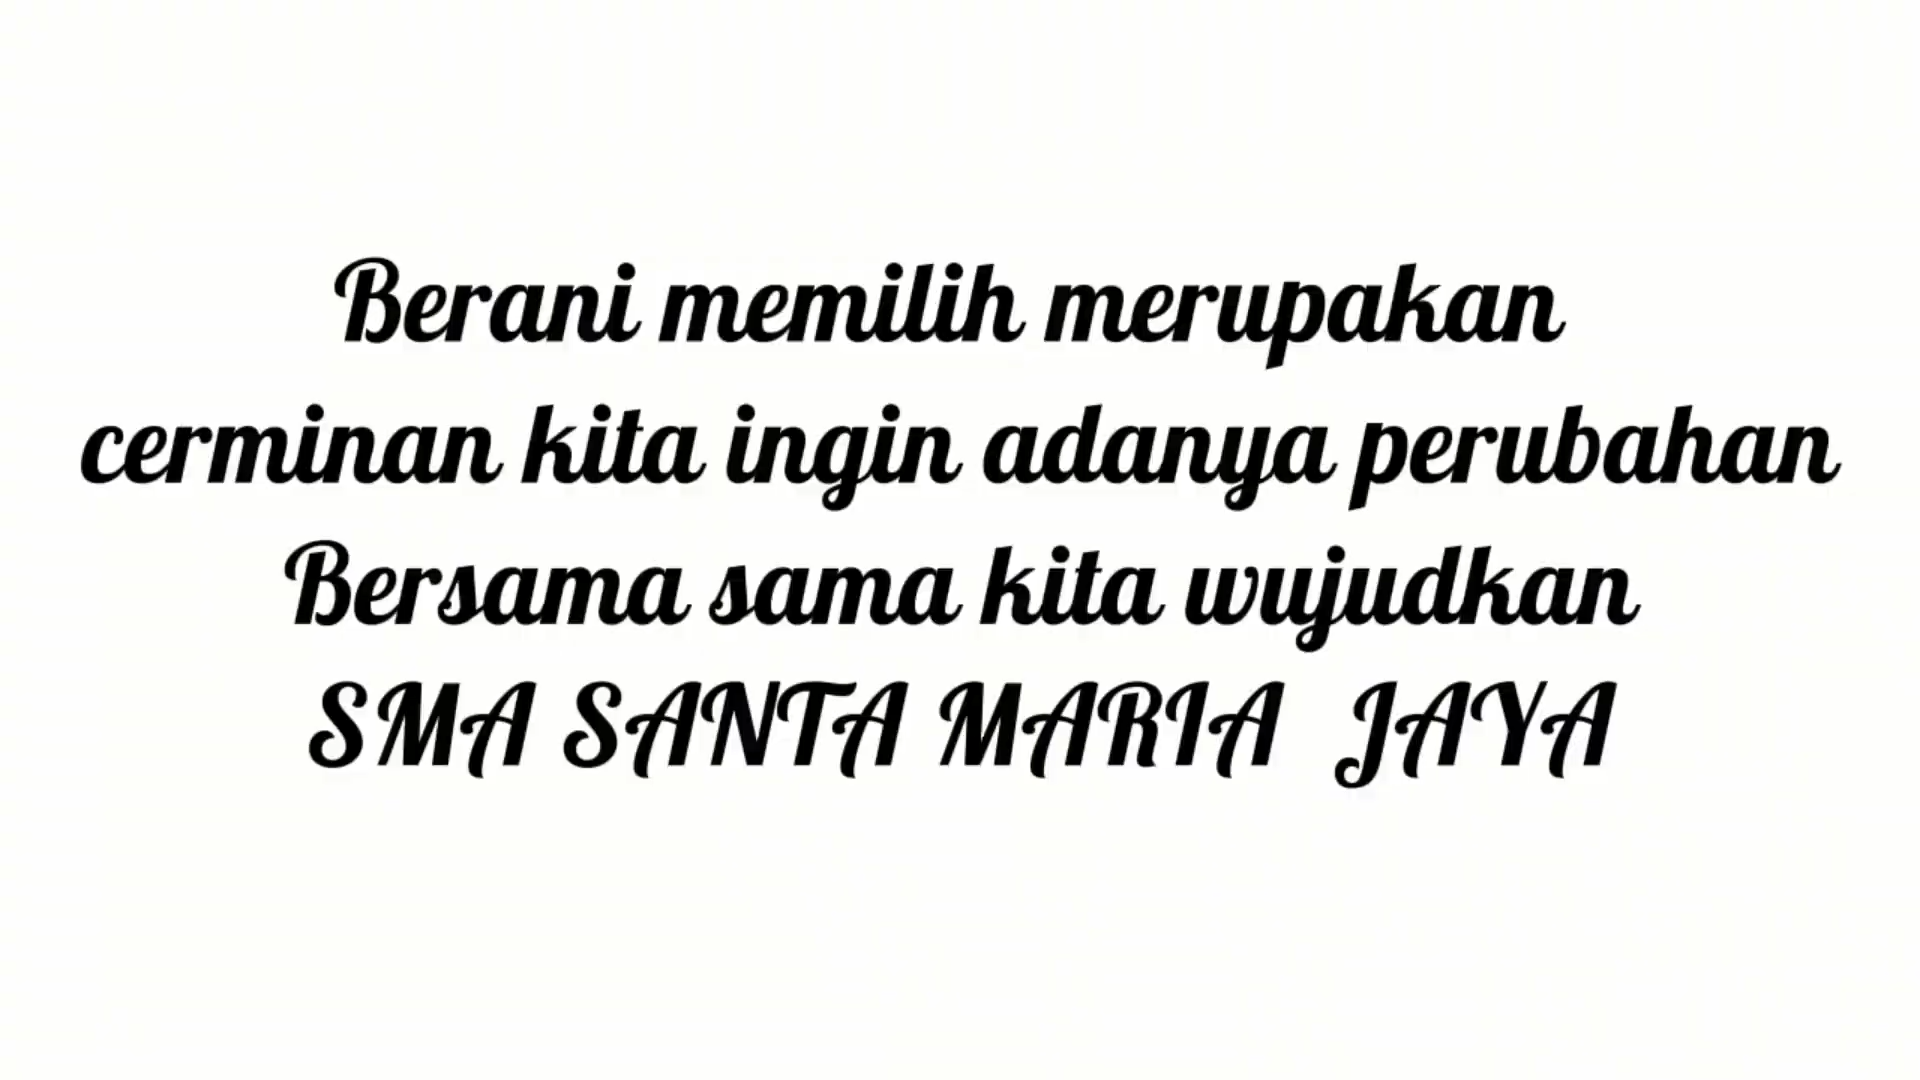 Berani memilih merupakan
cerminan kita ingin adanya perubahan
Bersama sama kita wujudkan
SMA SANTA MARIA JAYA